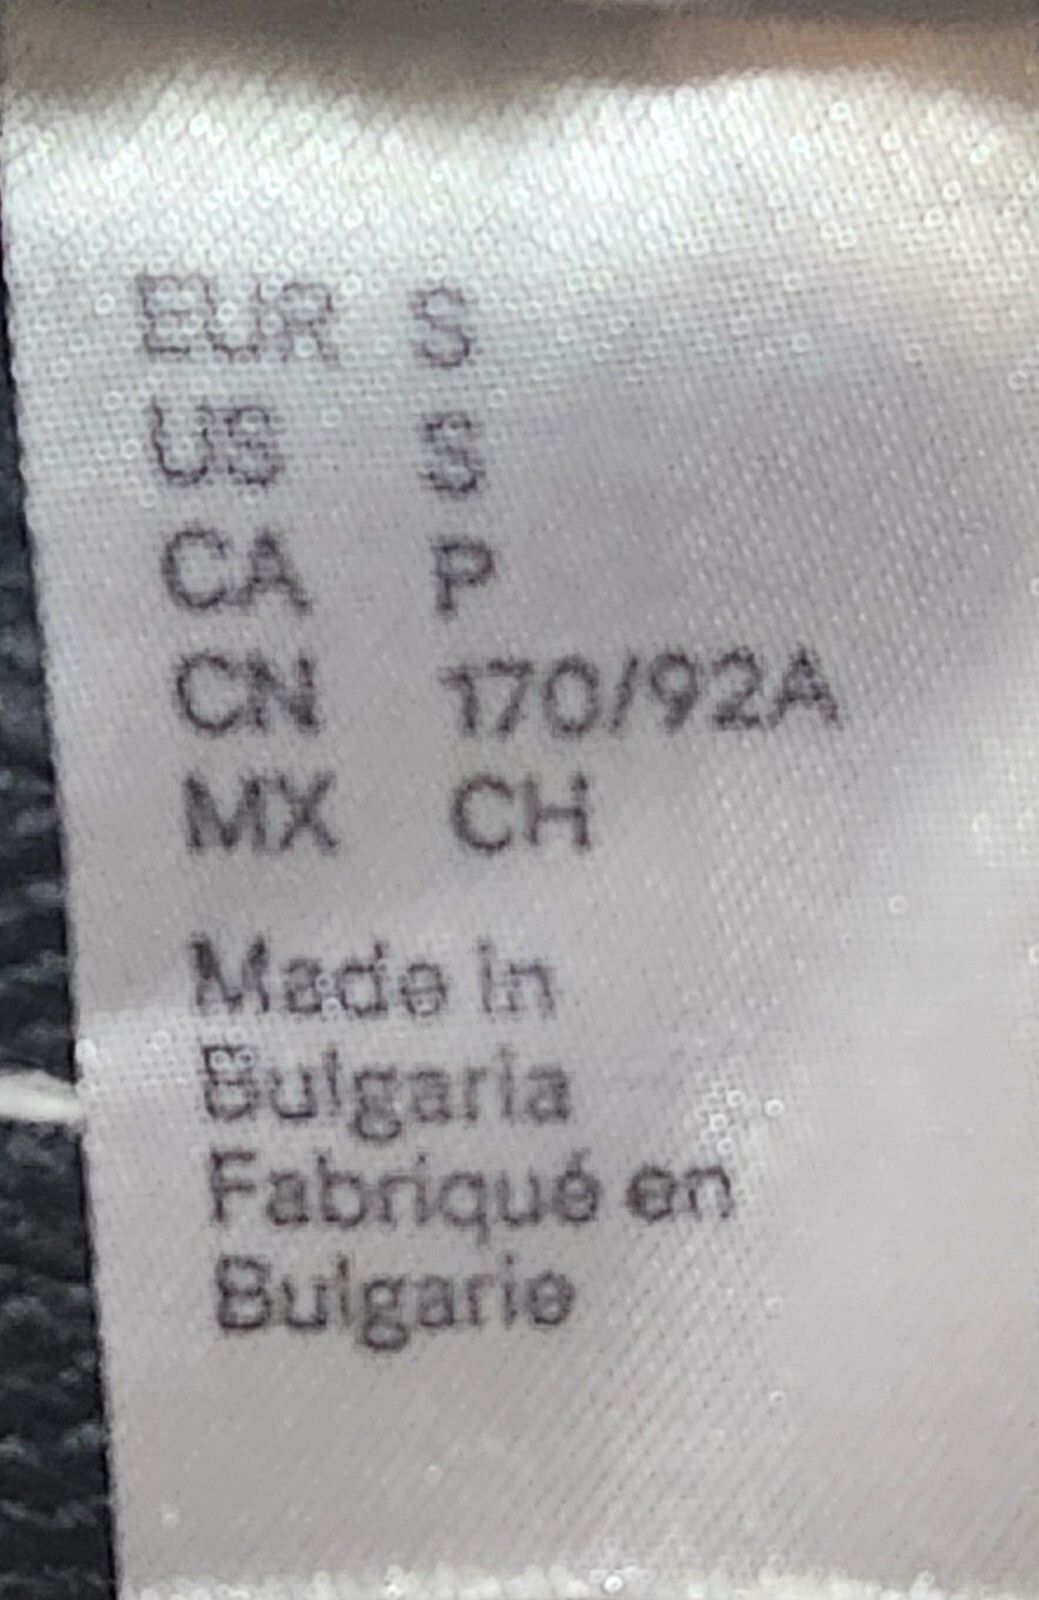 EUR S
US S
CA P
CN 170/92A
MX CH
Made in
Bulgaria
Fabriqué en
Bulgarie